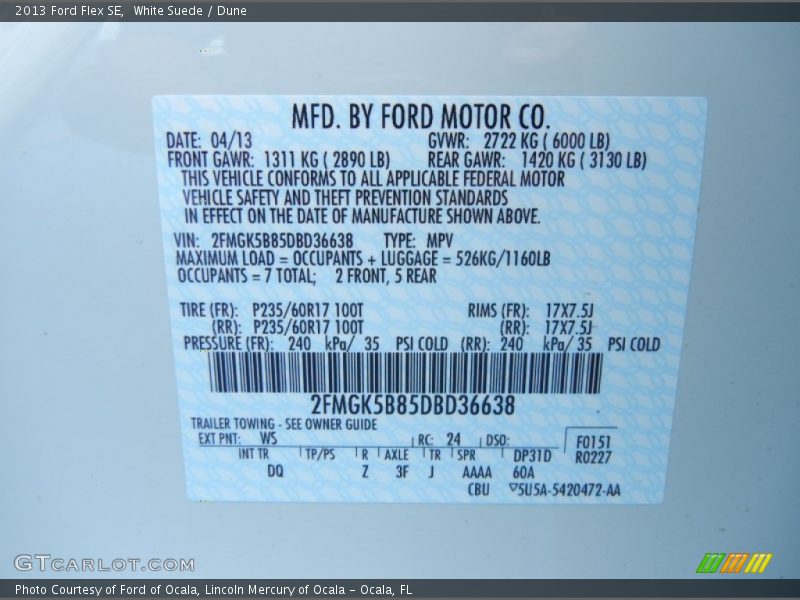 2013 Ford Flex SE, White Suede / Dune
MFD. BY FORD MOTOR CO.
DATE: 04/13 GVWR: 2722 KG ( 6000 LB)
FRONT GAWR: 1311 KG ( 2890 LB) REAR GAWR: 1420 KG ( 3130 LB)
THIS VEHICLE CONFORMS TO ALL APPLICABLE FEDERAL MOTOR
VEHICLE SAFETY AND THEFT PREVENTION STANDARDS
IN EFFECT ON THE DATE OF MANUFACTURE SHOWN ABOVE.
VIN: 2FMGK5B85DBD36638 TYPE: MPV
MAXIMUM LOAD = OCCUPANTS + LUGGAGE = 526KG/1160LB
OCCUPANTS = 7 TOTAL; 2 FRONT, 5 REAR
TIRE (FR): P235/60R17 100T RIMS (FR): 17X7.5J
(RR): P235/60R17 100T (RR): 17X7.5J
PRESSURE (FR): 240 kPa/ 35 PSI COLD (RR): 240 kPa/ 35 PSI COLD
2FMGK5B85DBD36638
TRAILER TOWING - SEE OWNER GUIDE
EXT PNT: WS RC: 24 DSO: F0151
INT TR TP/PS R AXLE TR SPR DP31D R0227
DQ Z 3F J AAAA 60A
CBU ▽5U5A-5420472-AA
GTCARLOT.COM
Photo Courtesy of Ford of Ocala, Lincoln Mercury of Ocala – Ocala, FL